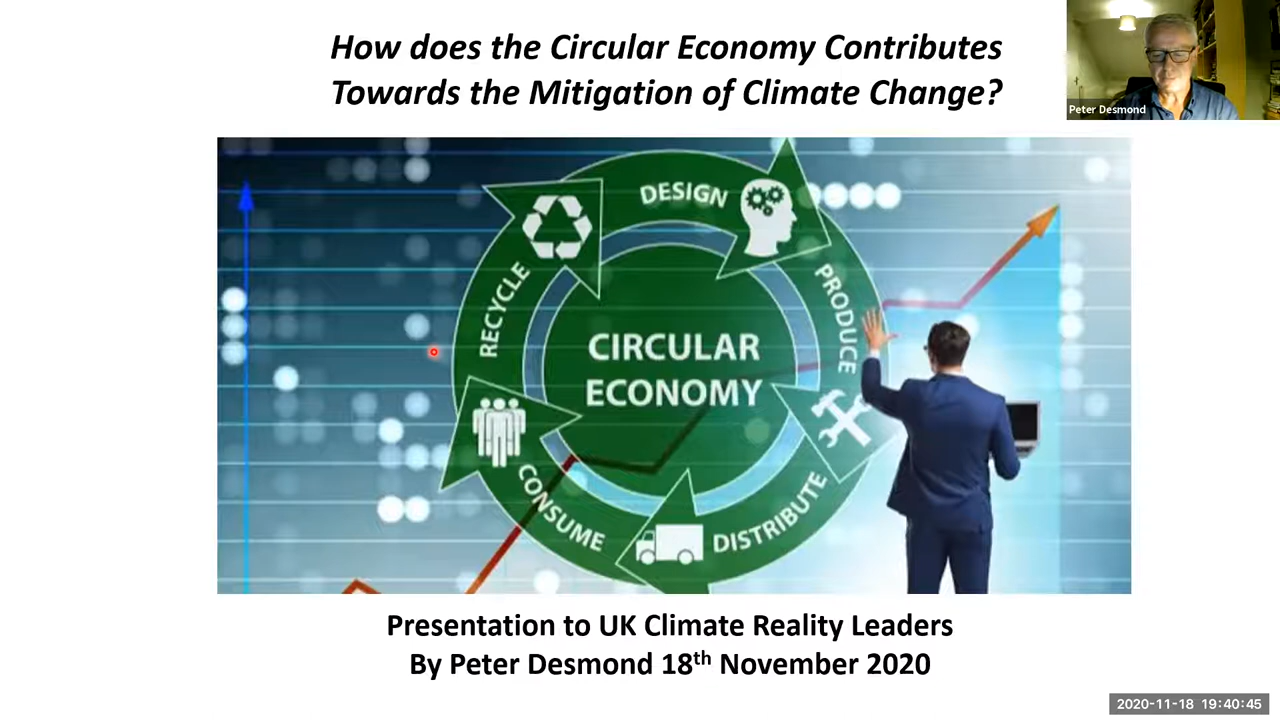 How does the Circular Economy Contributes
Towards the Mitigation of Climate Change?
Peter Desmond
DESIGN
PRODUCE
RECYCLE
CIRCULAR
ECONOMY
CONSUME
DISTRIBUTE
Presentation to UK Climate Reality Leaders
By Peter Desmond 18th November 2020
2020-11-18 19:40:45